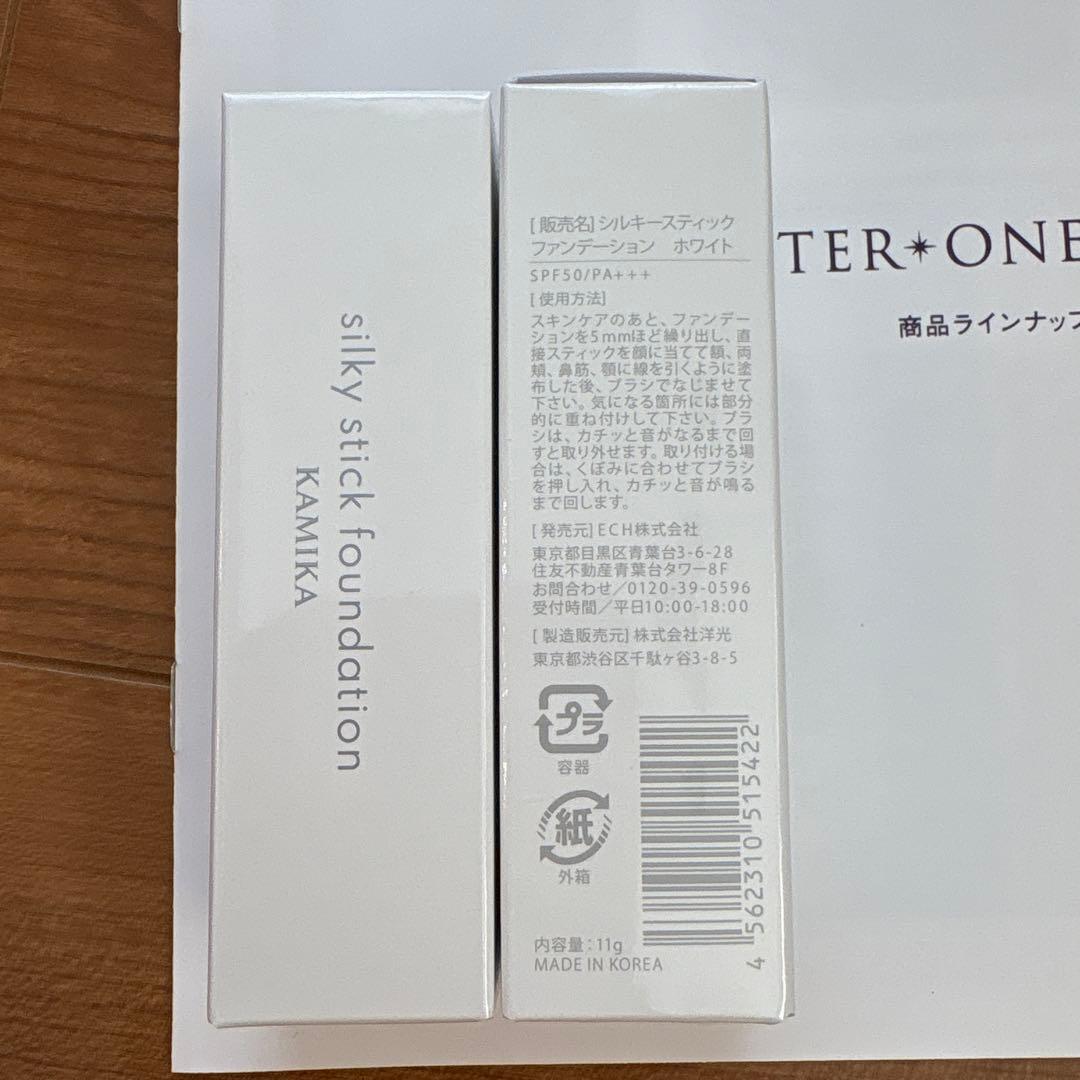 silky stick foundation
KAMIKA
[ 販売名] シルキースティック
ファンデーション　ホワイト
SPF50/PA+++
[ 使用方法]
スキンケアのあと、ファンデー
ションを5mmほど繰り出し、直
接スティックを顔に当てて額、両
頬、鼻筋、顎に線を引くように塗
布した後、ブラシでなじませて
下さい。気になる箇所には部分
的に重ね付けして下さい。ブラ
シは、カチッと音がなるまで回
すと取り外せます。取り付ける場
合は、くぼみに合わせてブラシ
を押し入れ、カチッと音が鳴る
まで回します。
[ 発売元] ECH株式会社
東京都目黒区青葉台3-6-28
住友不動産青葉台タワー8F
お問合わせ／0120-39-0596
受付時間／平日10:00-18:00
[ 製造販売元] 株式会社洋光
東京都渋谷区千駄ヶ谷3-8-5
プラ
容器
紙
外箱
内容量：11g
MADE IN KOREA
4 562310 515422
TER✦ONE
商品ラインナップ